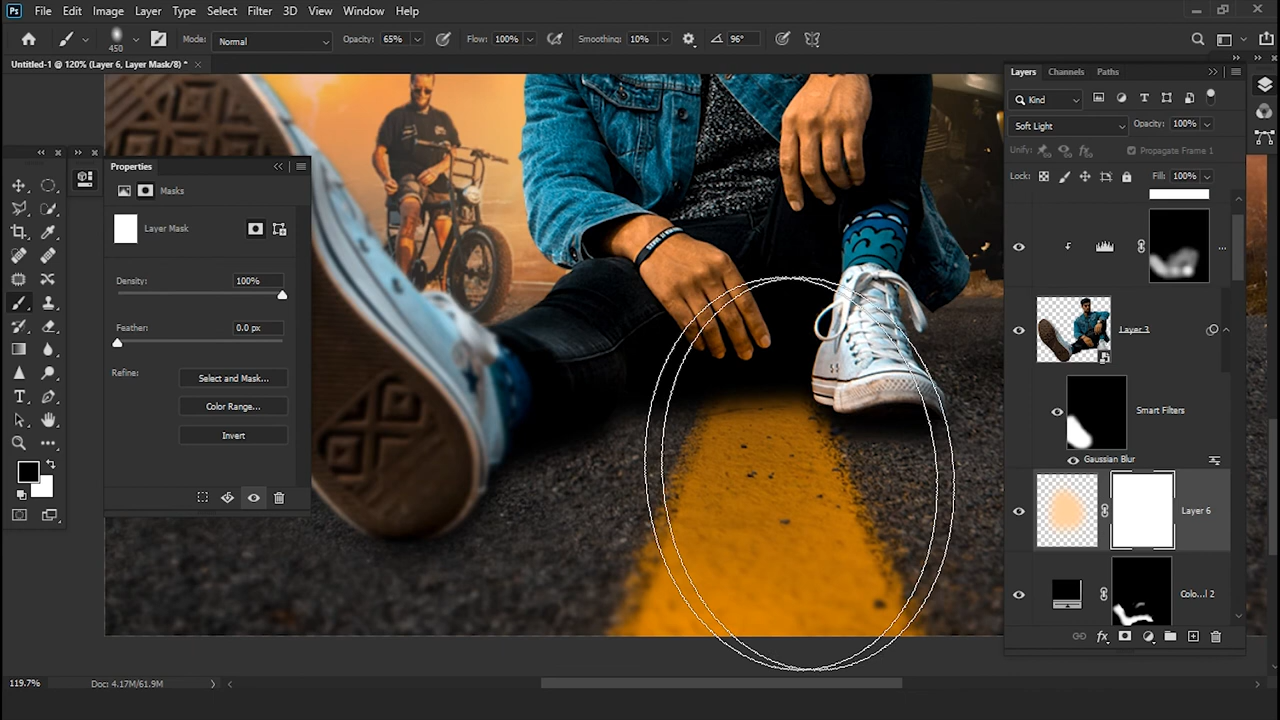 Ps File Edit Image Layer Type Select Filter 3D View Window Help
450 Mode: Normal Opacity: 65% Flow: 100% Smoothing: 10% 96°
Untitled-1 @ 120% (Layer 6, Layer Mask/8) *
Properties
Masks
Layer Mask
Density: 100%
Feather: 0.0 px
Refine: Select and Mask...
Color Range...
Invert
Layers Channels Paths
Kind
Soft Light Opacity: 100%
Unify: Propagate Frame 1
Lock: Fill: 100%
...
Layer 3
Smart Filters
Gaussian Blur
Layer 6
Colo...l 2
fx
119.7% Doc: 4.17M/61.9M